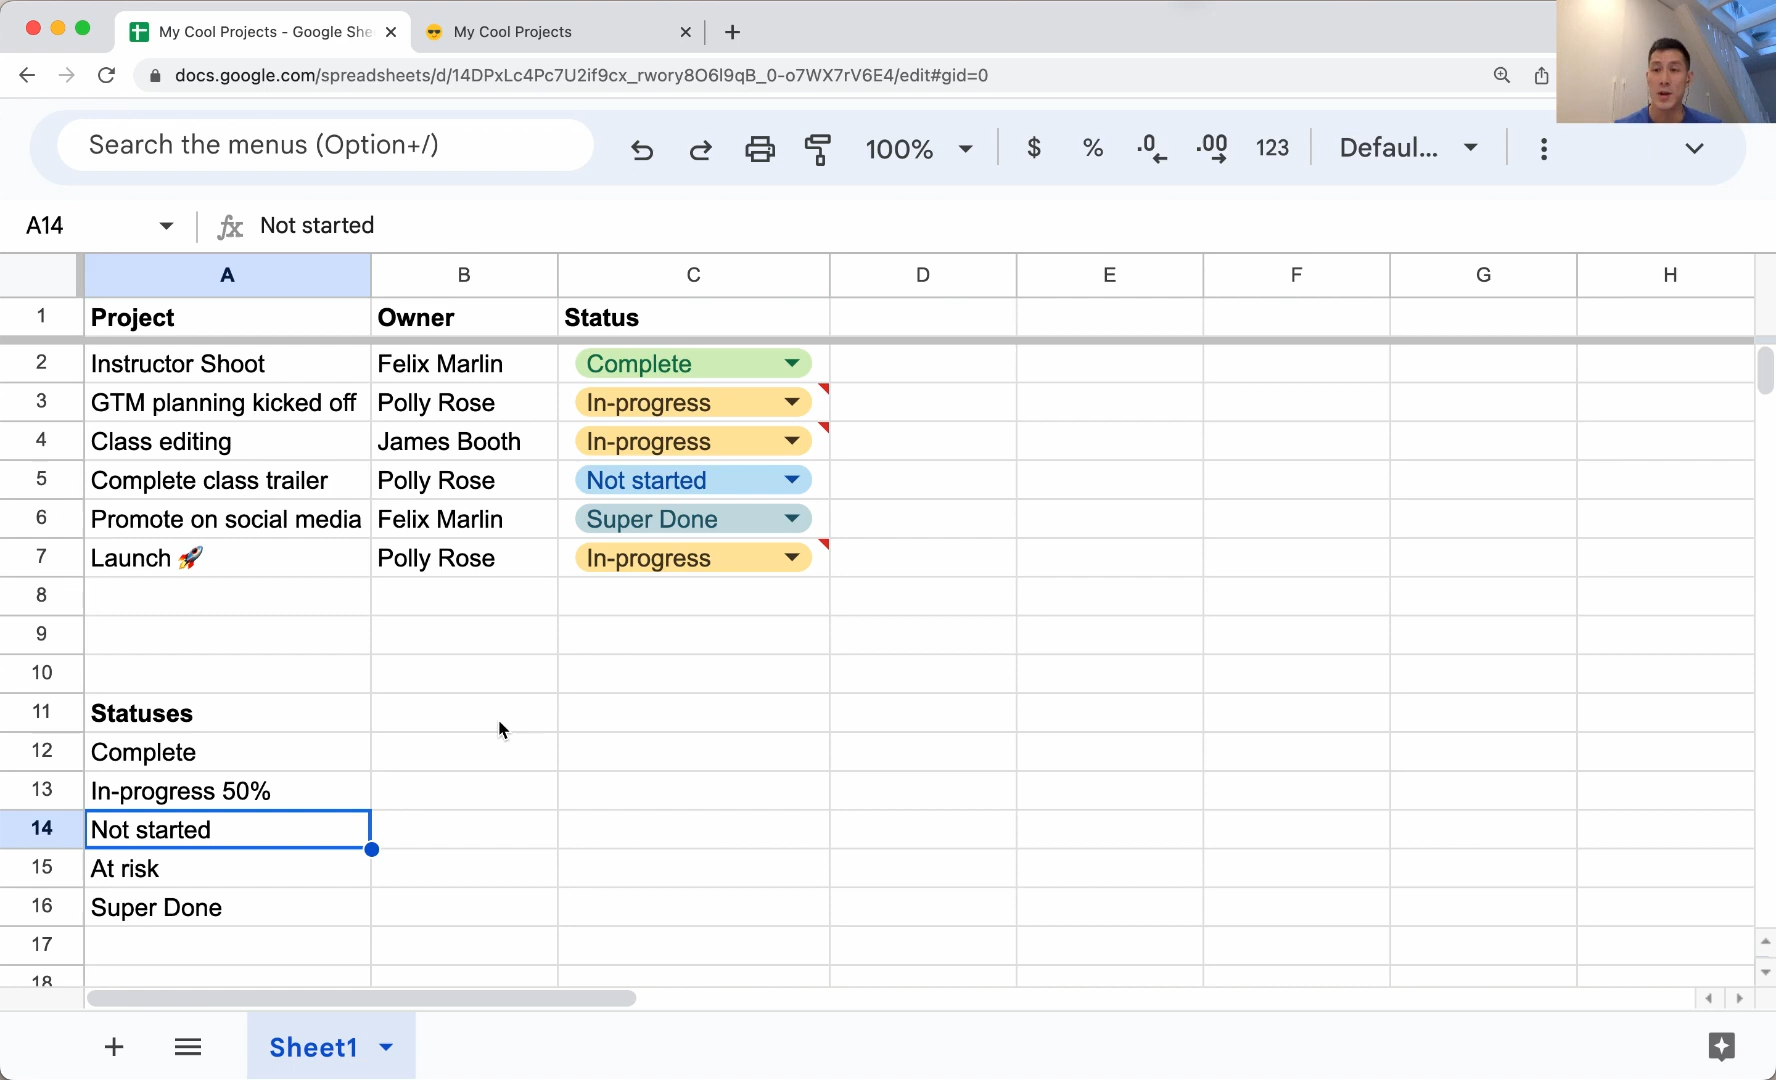 My Cool Projects - Google She
My Cool Projects
docs.google.com/spreadsheets/d/14DPxLc4Pc7U2if9cx_rwory8O6l9qB_0-o7WX7rV6E4/edit#gid=0
Search the menus (Option+/) 100% $ % .0 .00 123 Defaul...
A14 fx Not started
A B C D E F G H
1 Project Owner Status
2 Instructor Shoot Felix Marlin Complete
3 GTM planning kicked off Polly Rose In-progress
4 Class editing James Booth In-progress
5 Complete class trailer Polly Rose Not started
6 Promote on social media Felix Marlin Super Done
7 Launch 🚀 Polly Rose In-progress
8
9
10
11 Statuses
12 Complete
13 In-progress 50%
14 Not started
15 At risk
16 Super Done
17
18
Sheet1